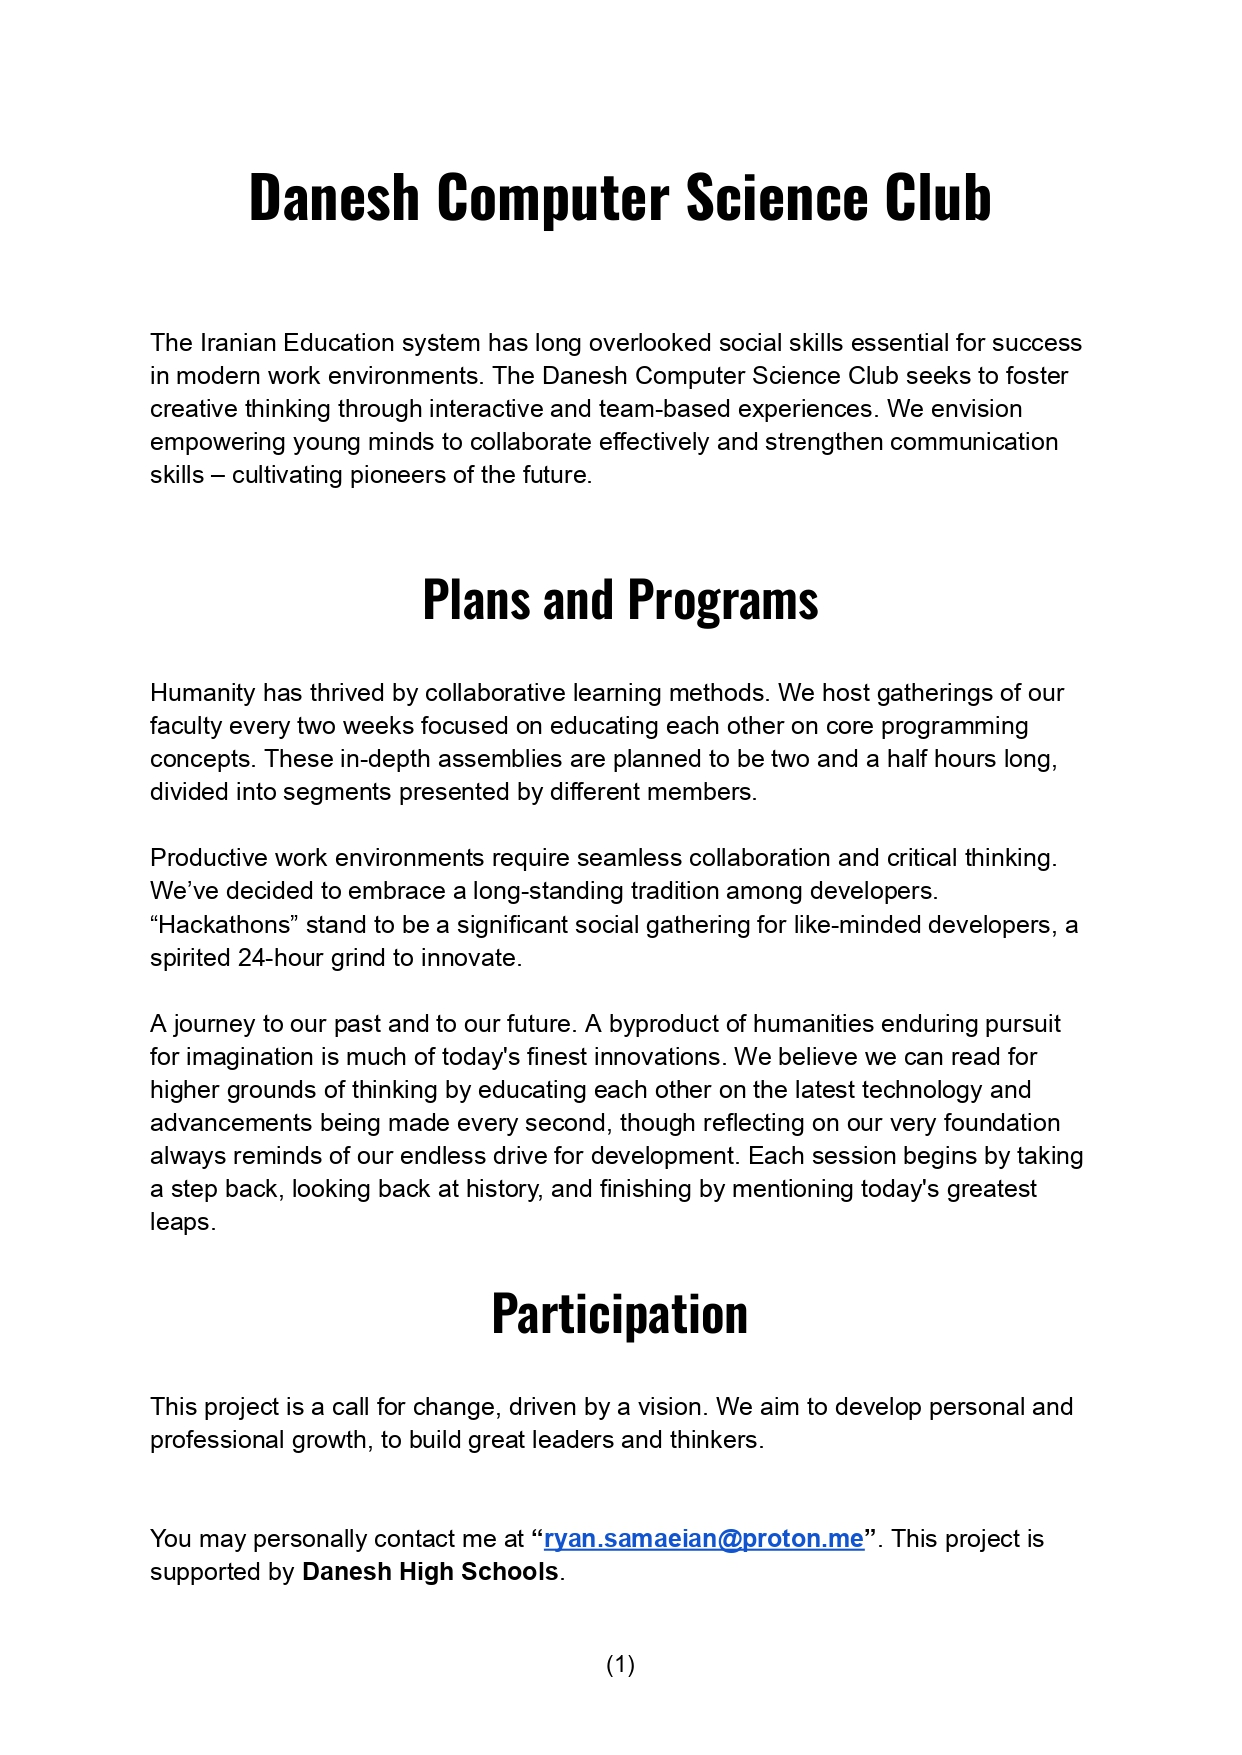 Danesh Computer Science Club
The Iranian Education system has long overlooked social skills essential for success
in modern work environments. The Danesh Computer Science Club seeks to foster
creative thinking through interactive and team-based experiences. We envision
empowering young minds to collaborate effectively and strengthen communication
skills – cultivating pioneers of the future.
Plans and Programs
Humanity has thrived by collaborative learning methods. We host gatherings of our
faculty every two weeks focused on educating each other on core programming
concepts. These in-depth assemblies are planned to be two and a half hours long,
divided into segments presented by different members.
Productive work environments require seamless collaboration and critical thinking.
We’ve decided to embrace a long-standing tradition among developers.
“Hackathons” stand to be a significant social gathering for like-minded developers, a
spirited 24-hour grind to innovate.
A journey to our past and to our future. A byproduct of humanities enduring pursuit
for imagination is much of today's finest innovations. We believe we can read for
higher grounds of thinking by educating each other on the latest technology and
advancements being made every second, though reflecting on our very foundation
always reminds of our endless drive for development. Each session begins by taking
a step back, looking back at history, and finishing by mentioning today's greatest
leaps.
Participation
This project is a call for change, driven by a vision. We aim to develop personal and
professional growth, to build great leaders and thinkers.
You may personally contact me at “ryan.samaeian@proton.me”. This project is
supported by Danesh High Schools.
(1)